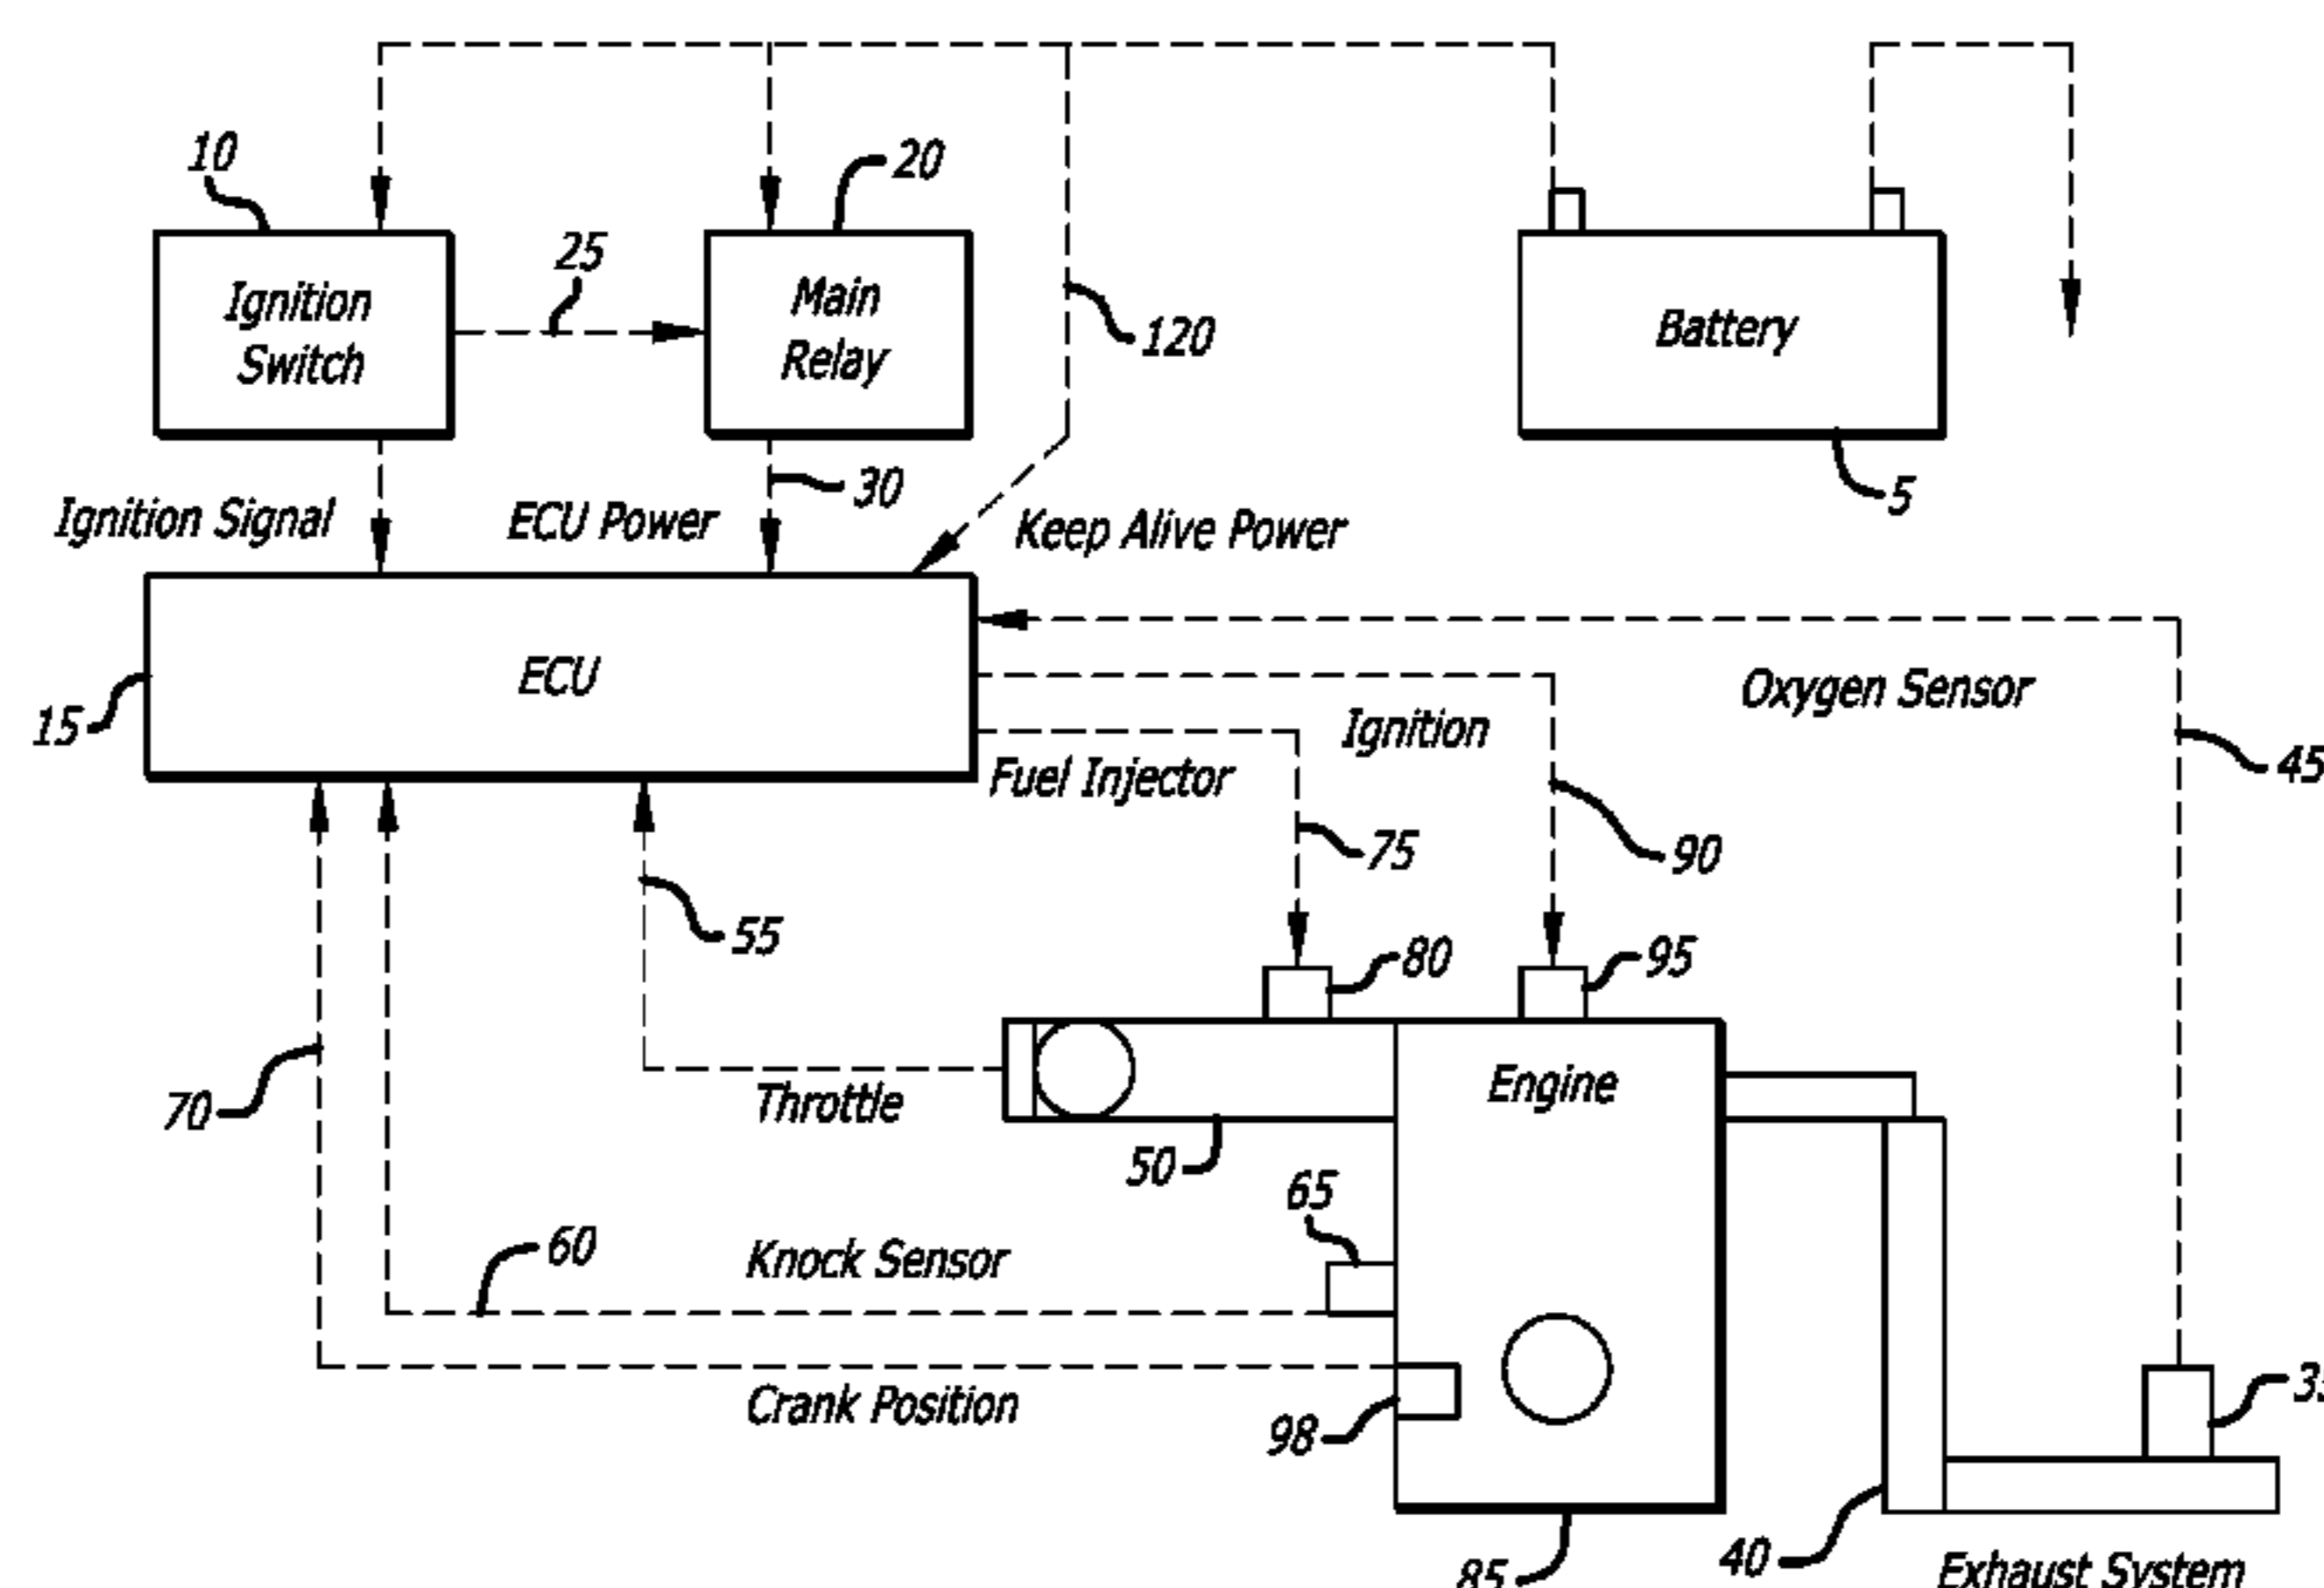 10
20
25
Ignition
Switch
Main
Relay
120
Battery
5
30
Ignition Signal
ECU Power
Keep Alive Power
ECU
15
Oxygen Sensor
Ignition
45
Fuel Injector
75
90
55
80
95
70
Throttle
Engine
50
65
60
Knock Sensor
Crank Position
98
40
85
Exhaust System